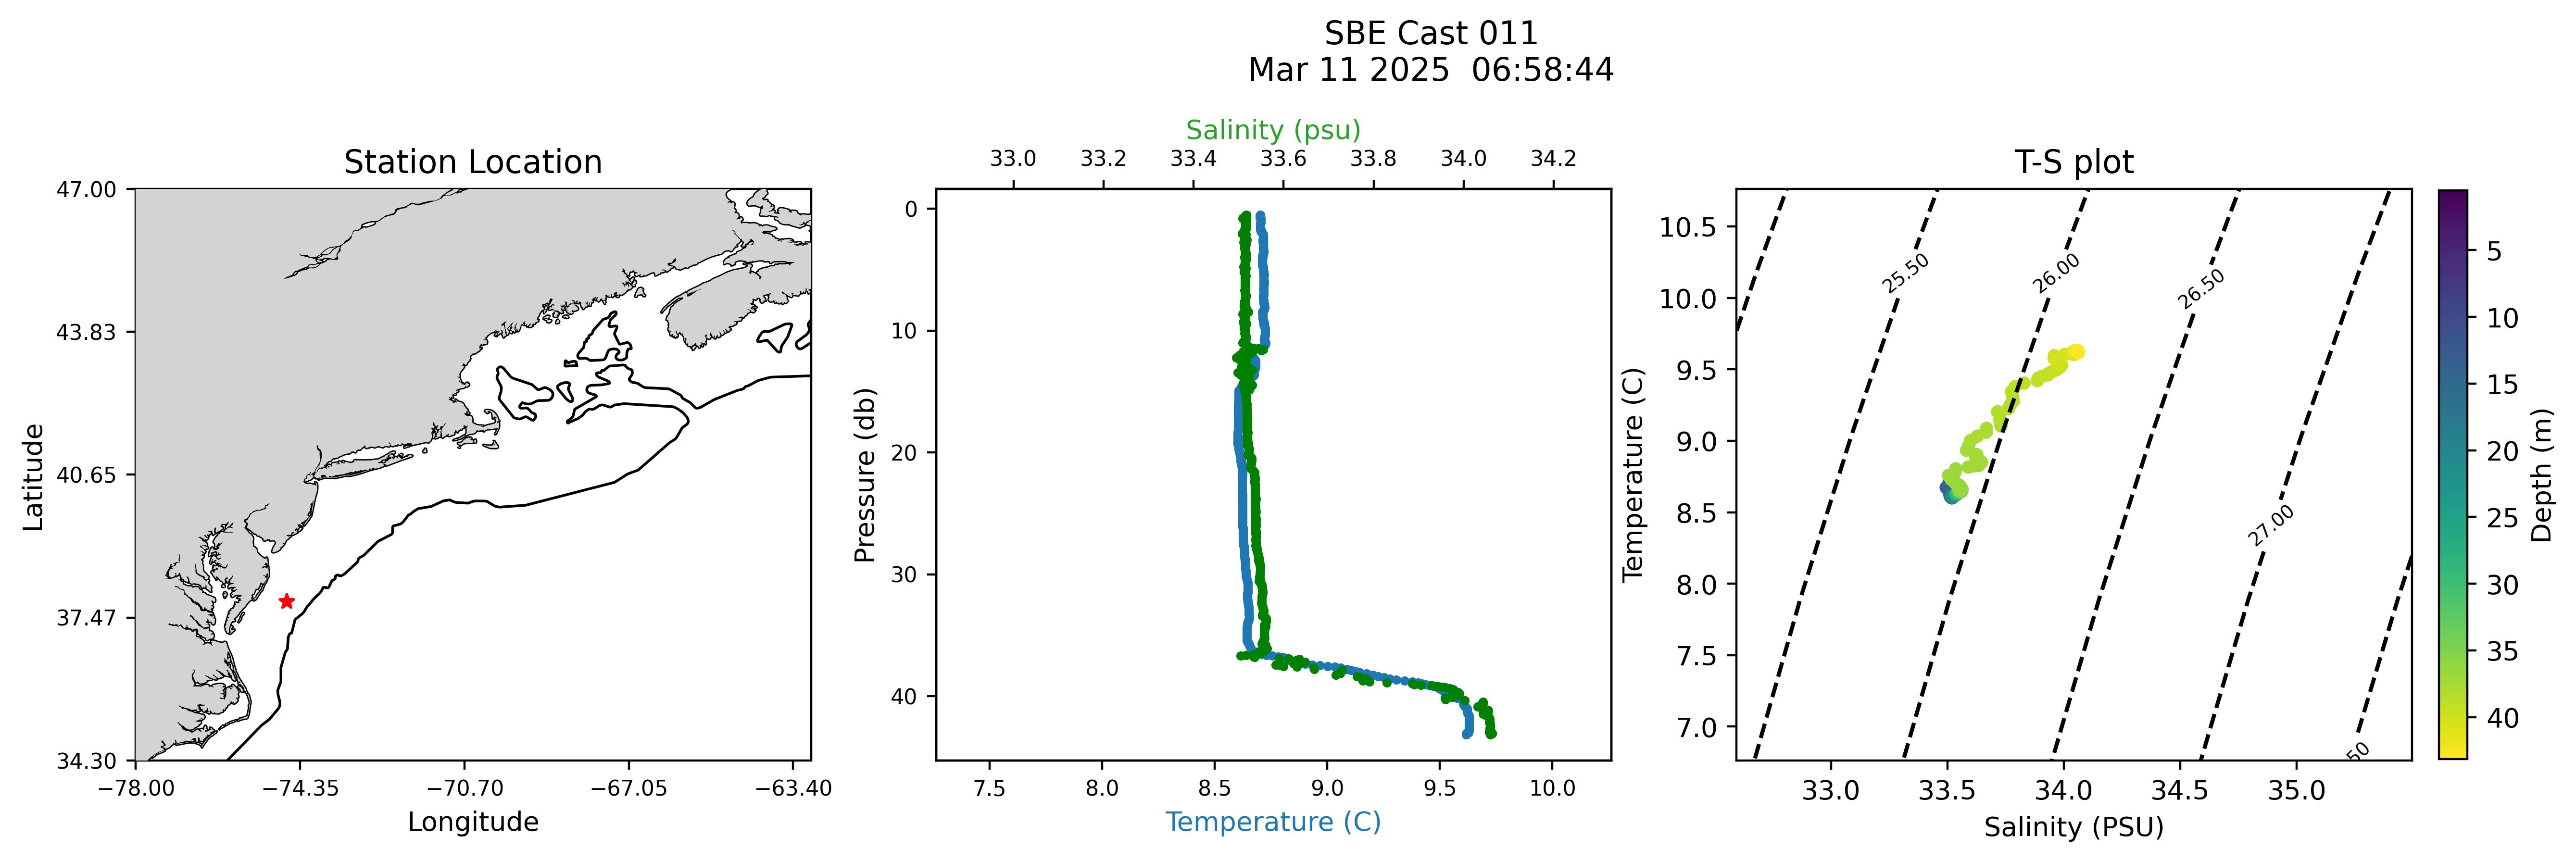 SBE Cast 011
Mar 11 2025  06:58:44
Station Location
47.00
43.83
40.65
37.47
34.30
Latitude
−78.00 −74.35 −70.70 −67.05 −63.40
Longitude
Salinity (psu)
33.0 33.2 33.4 33.6 33.8 34.0 34.2
0
10
20
30
40
Pressure (db)
7.5 8.0 8.5 9.0 9.5 10.0
Temperature (C)
T-S plot
10.5
10.0
9.5
9.0
8.5
8.0
7.5
7.0
Temperature (C)
25.50
26.00
26.50
27.00
50
33.0 33.5 34.0 34.5 35.0
Salinity (PSU)
5
10
15
20
25
30
35
40
Depth (m)